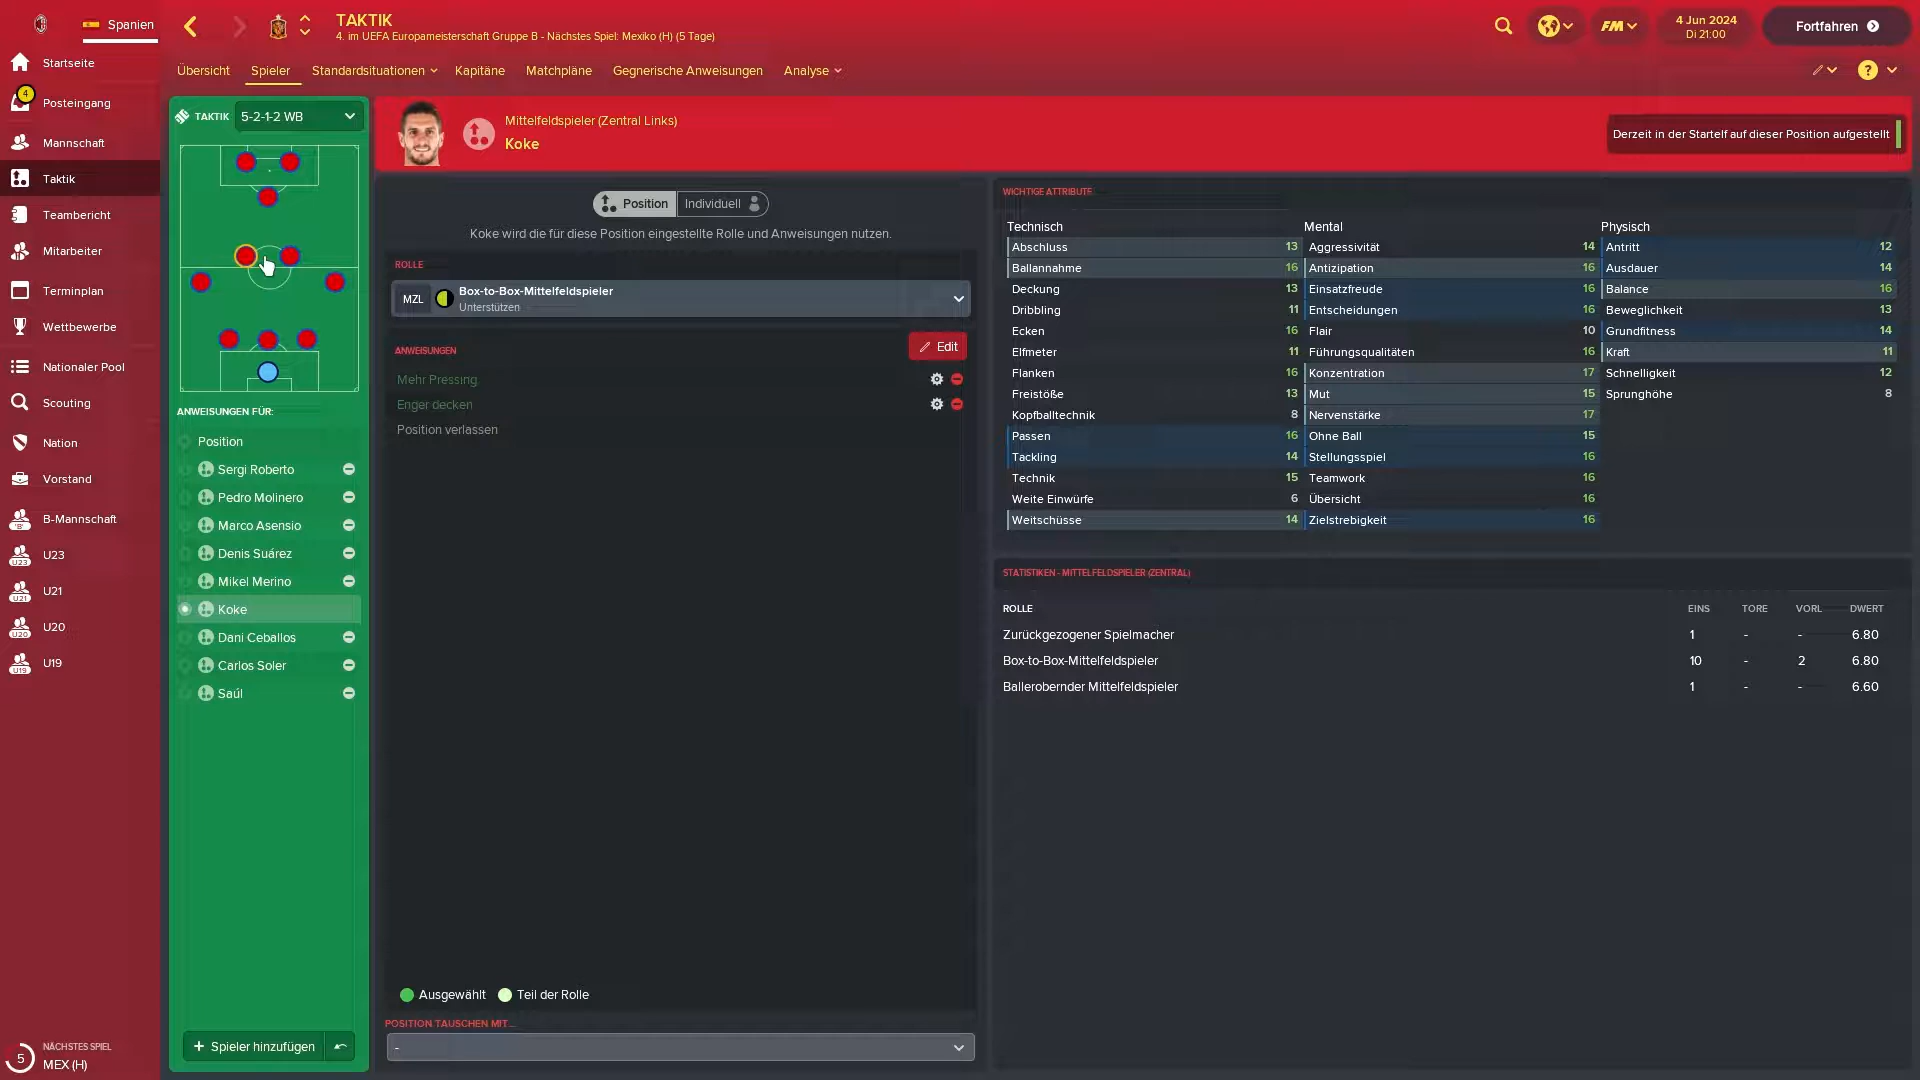 Spanien
TAKTIK
4. im UEFA Europameisterschaft Gruppe B - Nächstes Spiel: Mexiko (H) (5 Tage)
FM
4 Jun 2024
Di 21:00
Fortfahren
Übersicht Spieler Standardsituationen Kapitäne Matchpläne Gegnerische Anweisungen Analyse
?
Startseite
4
Posteingang
Mannschaft
Taktik
Teambericht
Mitarbeiter
Terminplan
Wettbewerbe
Nationaler Pool
Scouting
Nation
Vorstand
B-Mannschaft
U23
U21
U20
U19
NÄCHSTES SPIEL
5
MEX (H)
TAKTIK 5-2-1-2 WB
ANWEISUNGEN FÜR:
Position
Sergi Roberto
Pedro Molinero
Marco Asensio
Denis Suárez
Mikel Merino
Koke
Dani Ceballos
Carlos Soler
Saúl
Spieler hinzufügen
Mittelfeldspieler (Zentral Links)
Koke
Derzeit in der Startelf auf dieser Position aufgestellt
Position Individuell
Koke wird die für diese Position eingestellte Rolle und Anweisungen nutzen.
ROLLE
MZL Box-to-Box-Mittelfeldspieler
Unterstützen
ANWEISUNGEN
Edit
Mehr Pressing
Enger decken
Position verlassen
Ausgewählt Teil der Rolle
POSITION TAUSCHEN MIT...
-
WICHTIGE ATTRIBUTE
Technisch Mental Physisch
Abschluss 13 Aggressivität 14 Antritt 12
Ballannahme 16 Antizipation 16 Ausdauer 14
Deckung 13 Einsatzfreude 16 Balance 16
Dribbling 11 Entscheidungen 16 Beweglichkeit 13
Ecken 16 Flair 10 Grundfitness 14
Elfmeter 11 Führungsqualitäten 16 Kraft 11
Flanken 16 Konzentration 17 Schnelligkeit 12
Freistöße 13 Mut 15 Sprunghöhe 8
Kopfballtechnik 8 Nervenstärke 17
Passen 16 Ohne Ball 15
Tackling 14 Stellungsspiel 16
Technik 15 Teamwork 16
Weite Einwürfe 6 Übersicht 16
Weitschüsse 14 Zielstrebigkeit 16
STATISTIKEN - MITTELFELDSPIELER (ZENTRAL)
ROLLE EINS TORE VORL DWERT
Zurückgezogener Spielmacher 1 - - 6.80
Box-to-Box-Mittelfeldspieler 10 - 2 6.80
Ballerobernder Mittelfeldspieler 1 - - 6.60